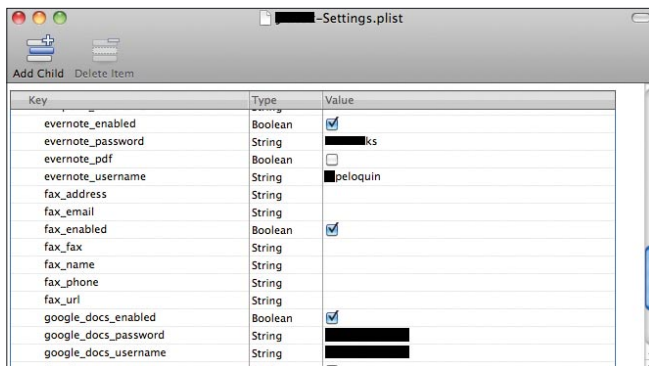 -Settings.plist
Add Child Delete Item
Key Type Value
evernote_enabled Boolean
evernote_password String ks
evernote_pdf Boolean
evernote_username String peloquin
fax_address String
fax_email String
fax_enabled Boolean
fax_fax String
fax_name String
fax_phone String
fax_url String
google_docs_enabled Boolean
google_docs_password String
google_docs_username String